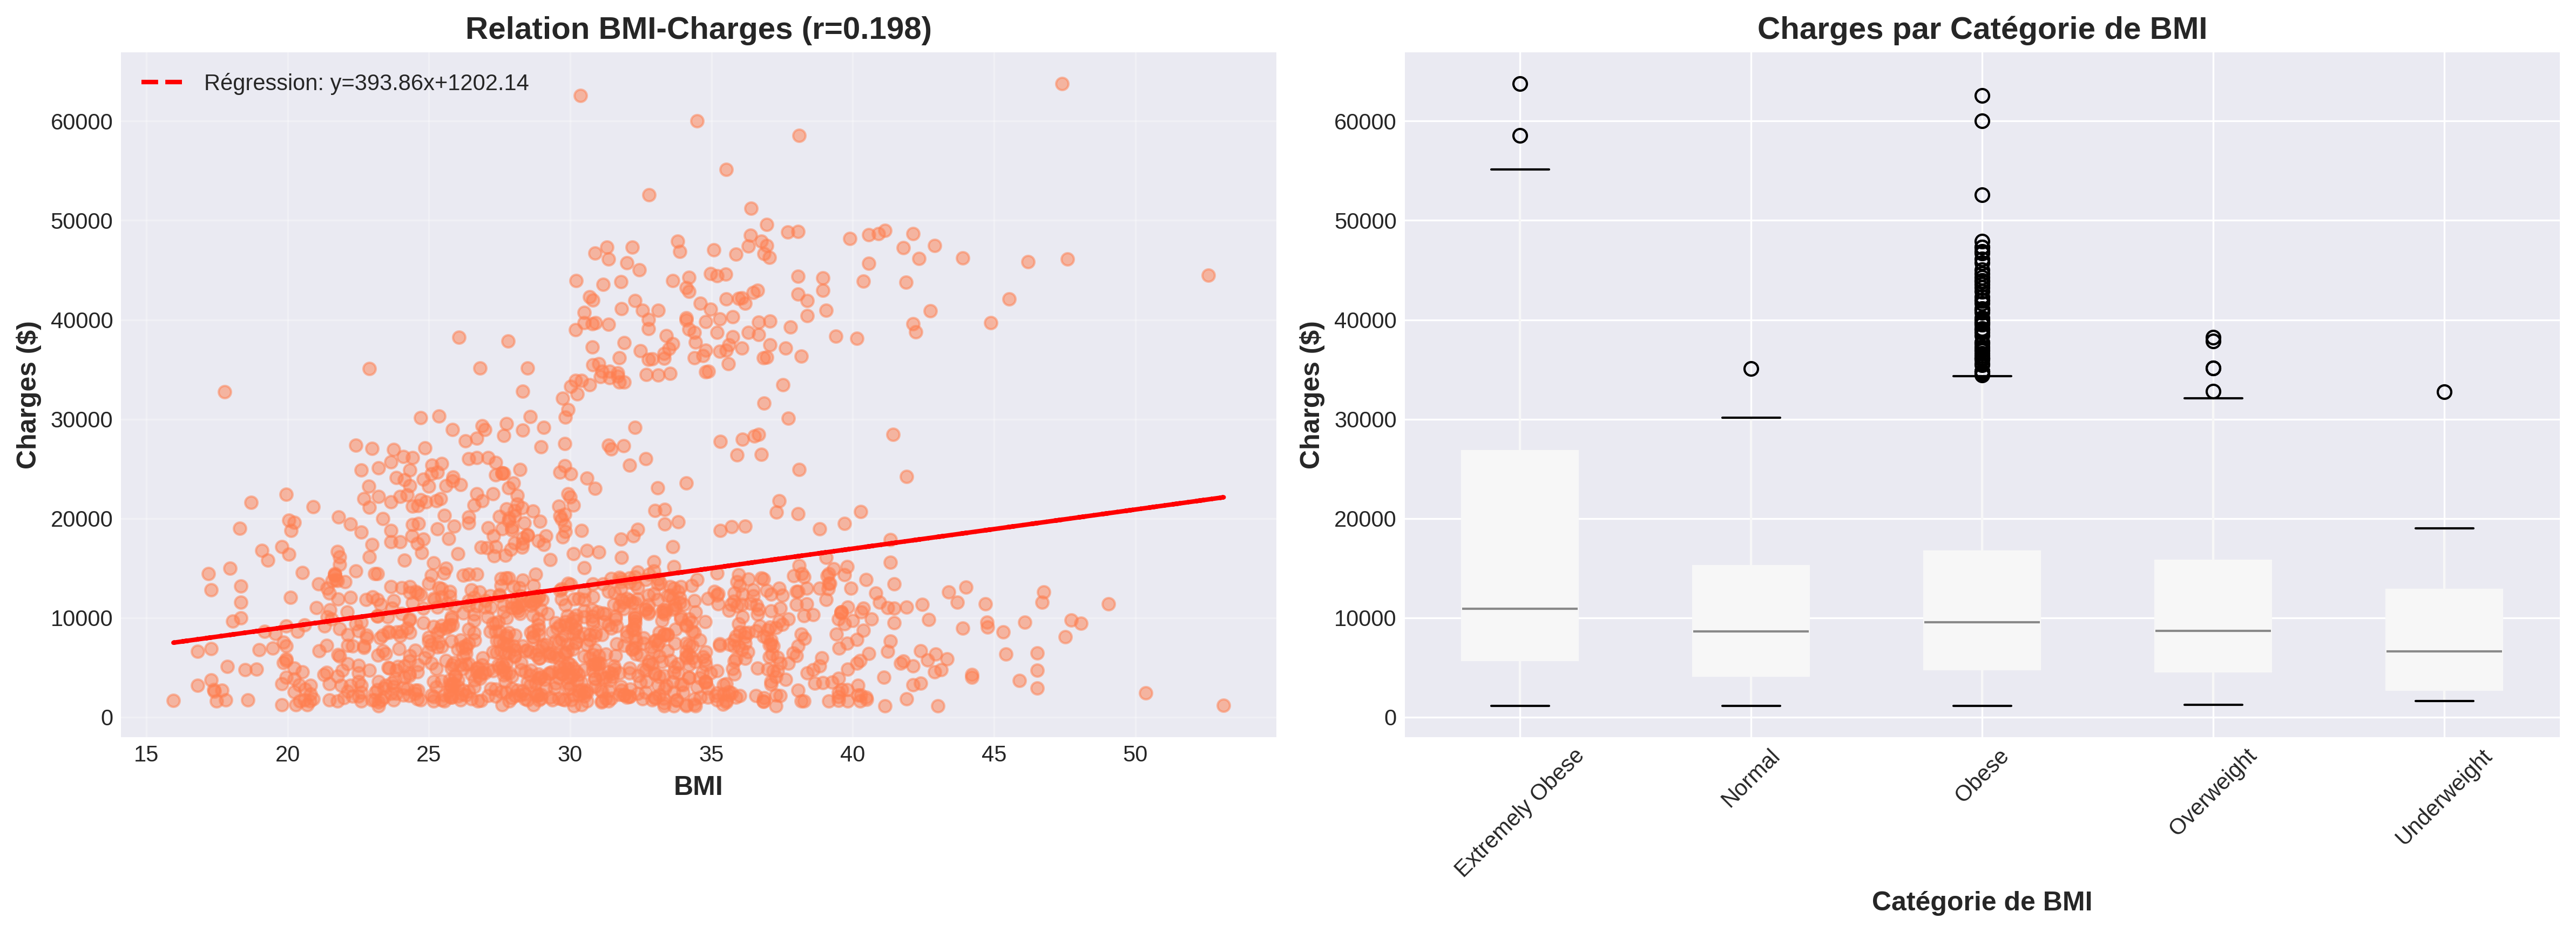 Relation BMI-Charges (r=0.198)
Régression: y=393.86x+1202.14
Charges ($)
60000
50000
40000
30000
20000
10000
0
15 20 25 30 35 40 45 50
BMI
Charges par Catégorie de BMI
Charges ($)
60000
50000
40000
30000
20000
10000
0
Extremely Obese
Normal
Obese
Overweight
Underweight
Catégorie de BMI